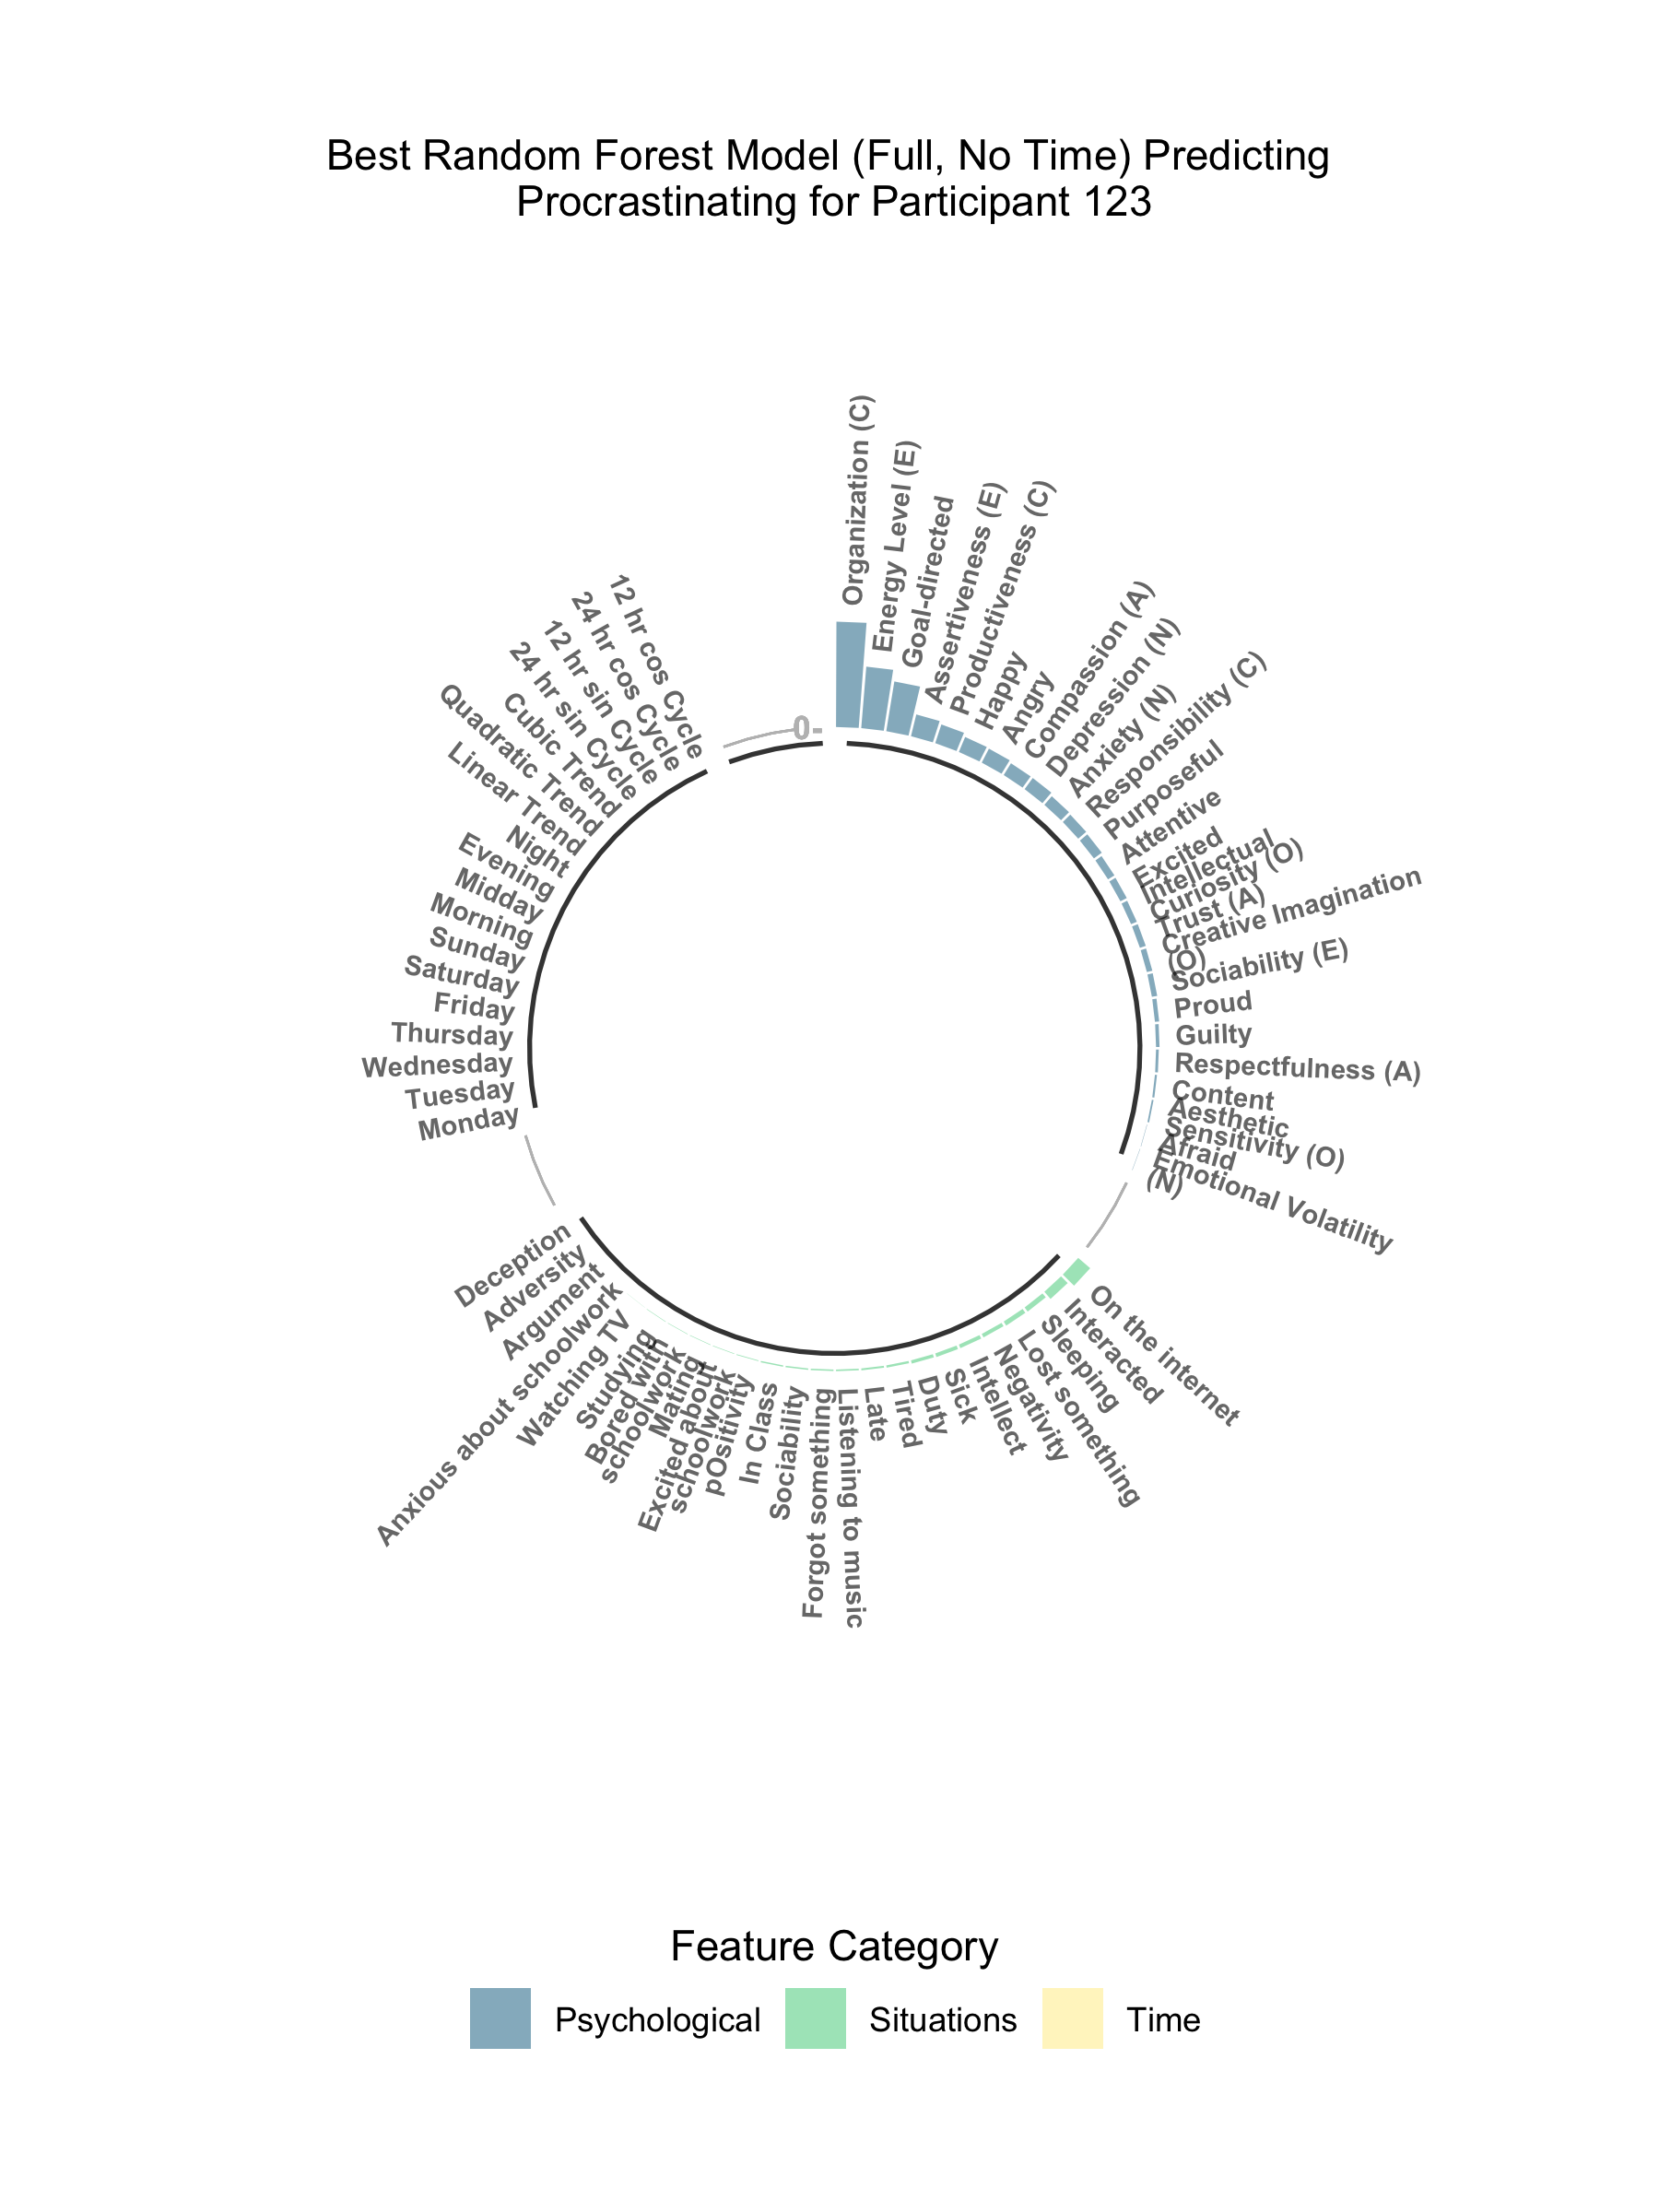 Best Random Forest Model (Full, No Time) Predicting
Procrastinating for Participant 123
0-
Organization (C)
Energy Level (E)
Goal-directed
Assertiveness (E)
Productiveness (C)
Happy
Angry
Compassion (A)
Depression (N)
Anxiety (N)
Responsibility (C)
Purposeful
Attentive
Excited
Intellectual
Curiosity (O)
Trust (A)
Creative Imagination
(O)
Sociability (E)
Proud
Guilty
Respectfulness (A)
Content
Aesthetic
Sensitivity (O)
Afraid
Emotional Volatility
(N)
On the internet
Interacted
Sleeping
Lost something
Negativity
Intellect
Sick
Duty
Tired
Late
Listening to music
Forgot something
Sociability
In Class
pOsitivity
Excited about
schoolwork
Mating
Bored with
schoolwork
Studying
Watching TV
Anxious about schoolwork
Argument
Adversity
Deception
Monday
Tuesday
Wednesday
Thursday
Friday
Saturday
Sunday
Morning
Midday
Evening
Night
Linear Trend
Quadratic Trend
Cubic Trend
24 hr sin Cycle
12 hr sin Cycle
24 hr cos Cycle
12 hr cos Cycle
Feature Category
Psychological
Situations
Time